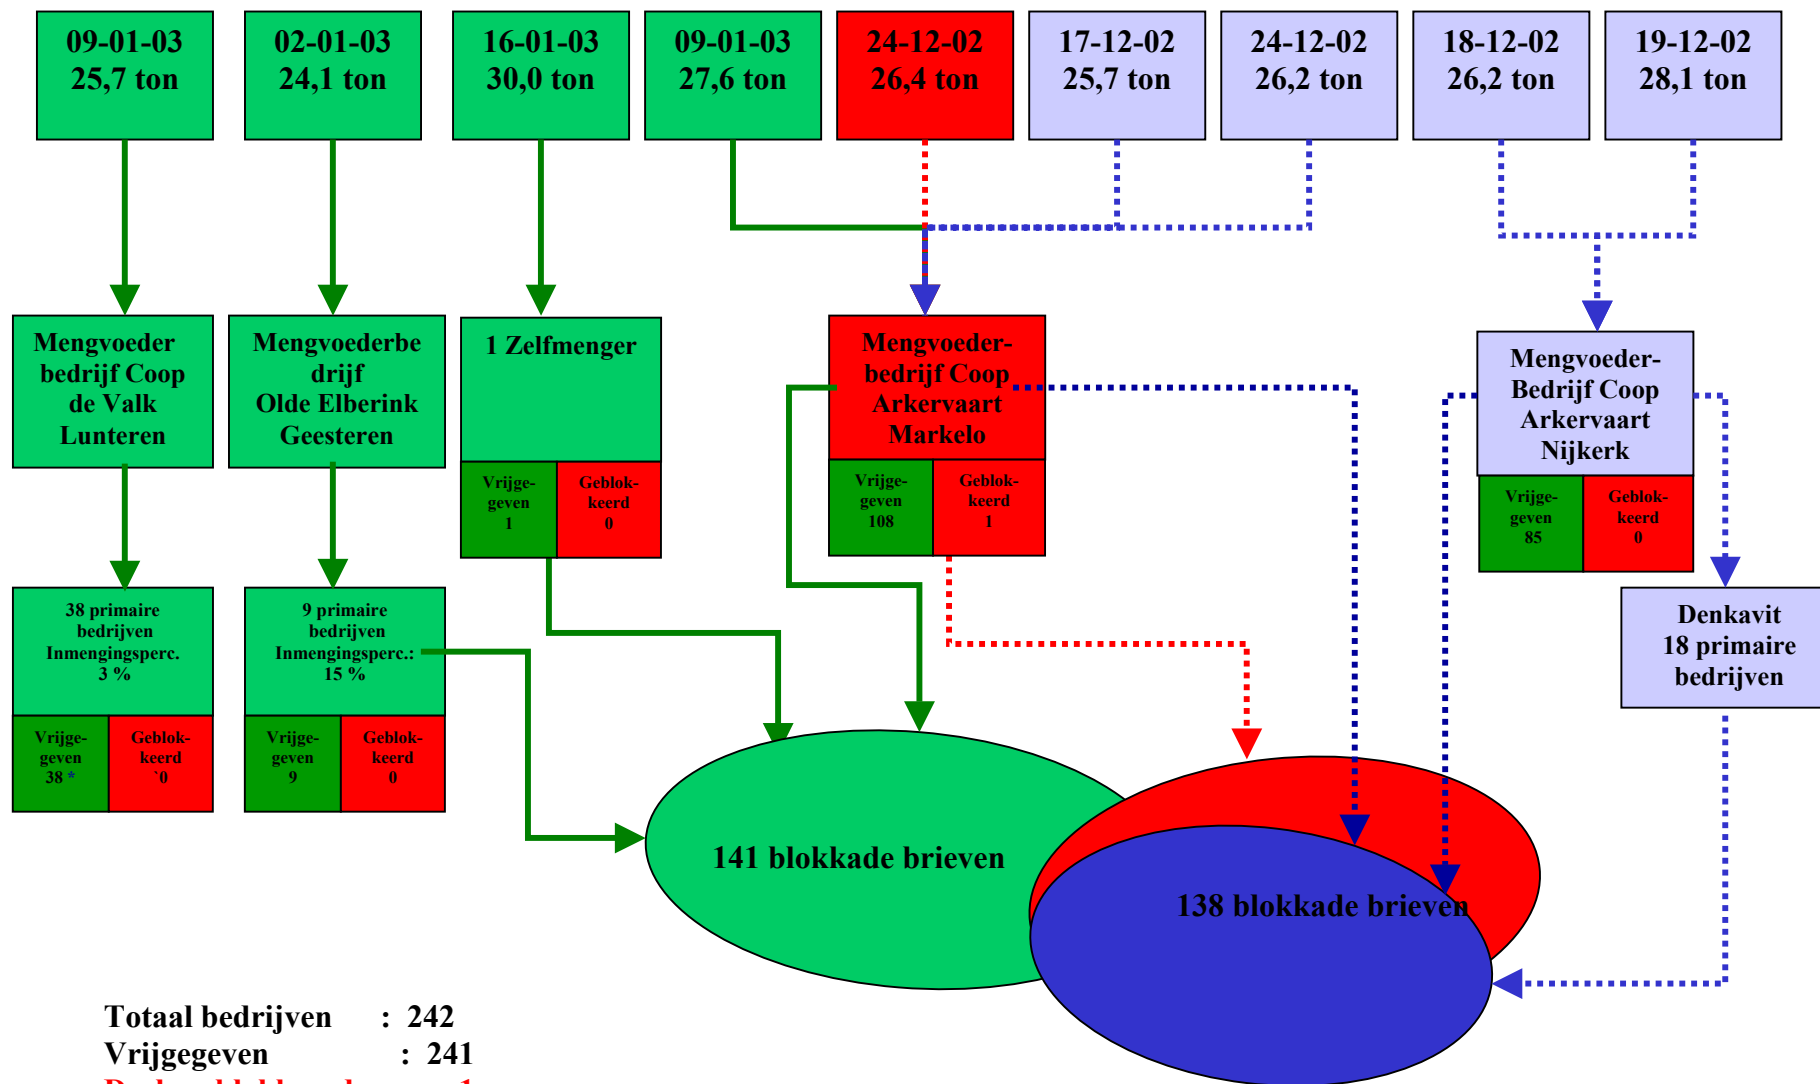 09-01-03
25,7 ton
02-01-03
24,1 ton
16-01-03
30,0 ton
09-01-03
27,6 ton
24-12-02
26,4 ton
17-12-02
25,7 ton
24-12-02
26,2 ton
18-12-02
26,2 ton
19-12-02
28,1 ton
Mengvoeder
bedrijf Coop
de Valk
Lunteren
Mengvoederbe
drijf
Olde Elberink
Geesteren
1 Zelfmenger
Vrijge-
geven
1
Geblok-
keerd
0
Mengvoeder-
bedrijf Coop
Arkervaart
Markelo
Vrijge-
geven
108
Geblok-
keerd
1
Mengvoeder-
Bedrijf Coop
Arkervaart
Nijkerk
Vrijge-
geven
85
Geblok-
keerd
0
38 primaire
bedrijven
Inmengingsperc.
3 %
Vrijge-
geven
38 *
Geblok-
keerd
`0
9 primaire
bedrijven
Inmengingsperc.:
15 %
Vrijge-
geven
9
Geblok-
keerd
0
Denkavit
18 primaire
bedrijven
141 blokkade brieven
138 blokkade brieven
Totaal bedrijven : 242
Vrijgegeven : 241